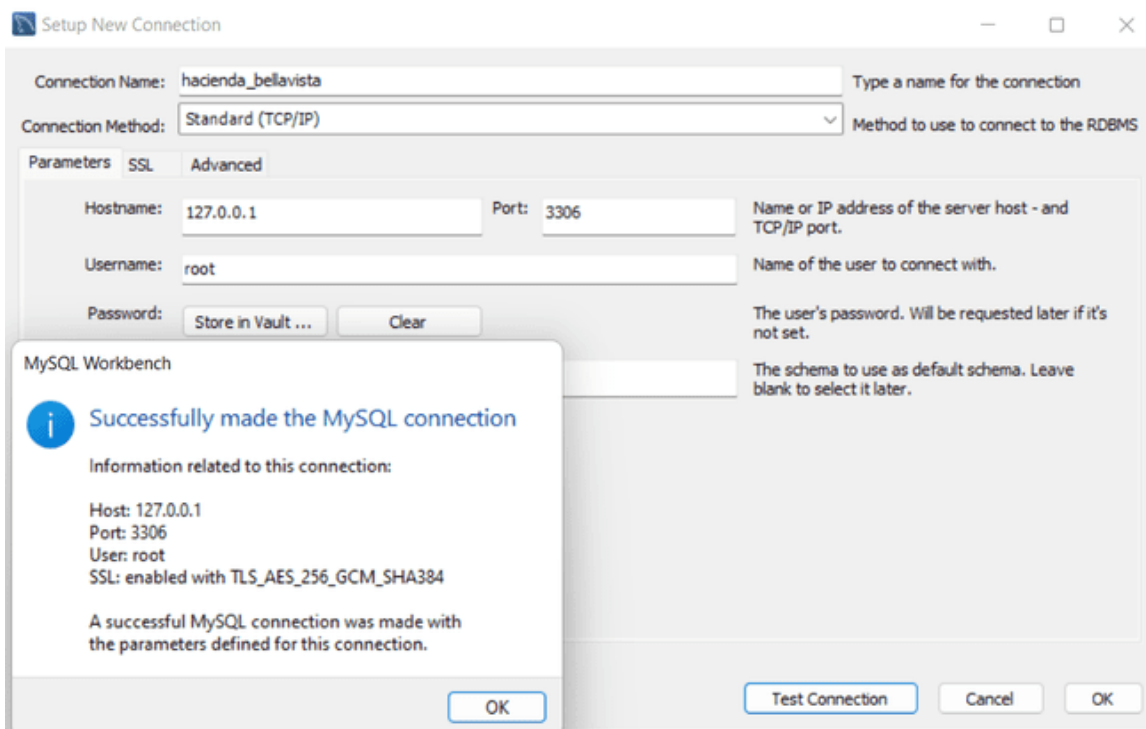 Setup New Connection
Connection Name: hacienda_bellavista Type a name for the connection
Connection Method: Standard (TCP/IP) Method to use to connect to the RDBMS
Parameters SSL Advanced
Hostname: 127.0.0.1 Port: 3306 Name or IP address of the server host - and
TCP/IP port.
Username: root Name of the user to connect with.
Password: Store in Vault ... Clear The user's password. Will be requested later if it's
not set.
The schema to use as default schema. Leave
blank to select it later.
MySQL Workbench
Successfully made the MySQL connection
Information related to this connection:
Host: 127.0.0.1
Port: 3306
User: root
SSL: enabled with TLS_AES_256_GCM_SHA384
A successful MySQL connection was made with
the parameters defined for this connection.
OK
Test Connection Cancel OK